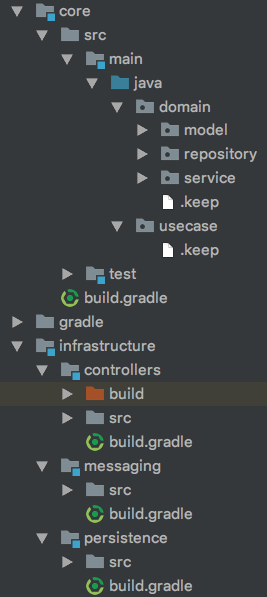 core
src
main
java
domain
model
repository
service
.keep
usecase
.keep
test
build.gradle
gradle
infrastructure
controllers
build
src
build.gradle
messaging
src
build.gradle
persistence
src
build.gradle